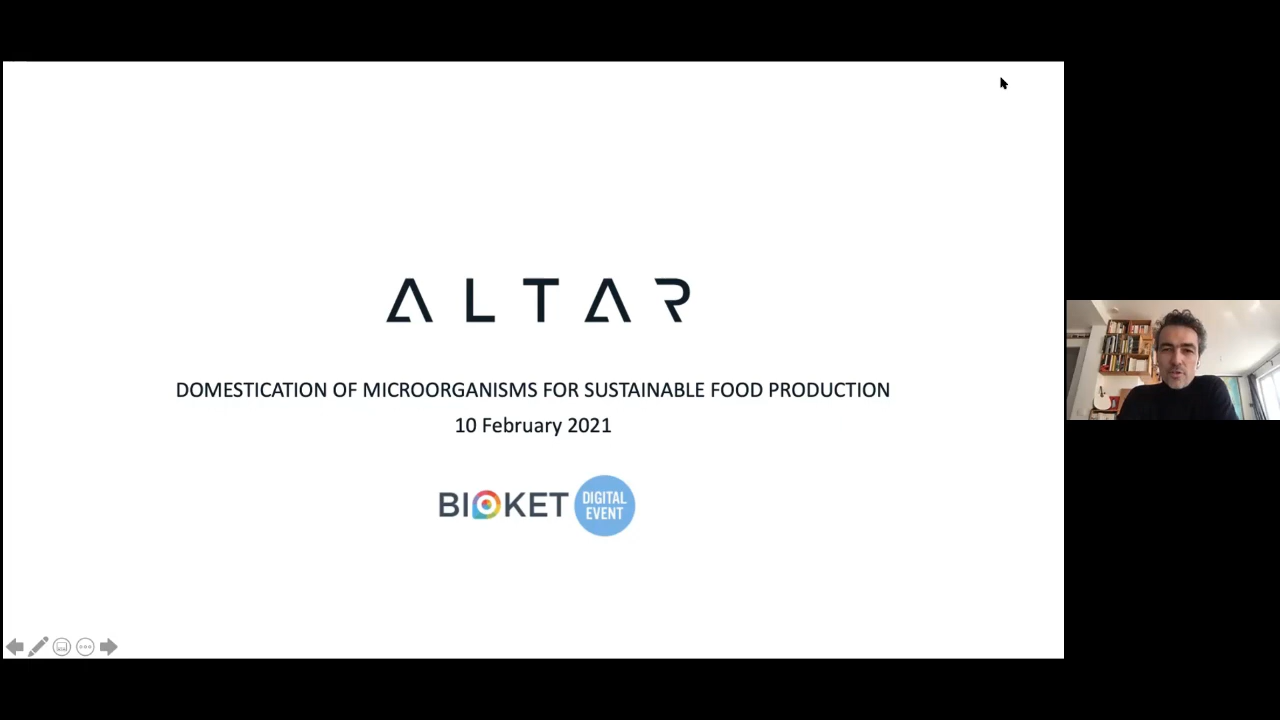 ALTAR
DOMESTICATION OF MICROORGANISMS FOR SUSTAINABLE FOOD PRODUCTION
10 February 2021
BIOKET
DIGITAL
EVENT